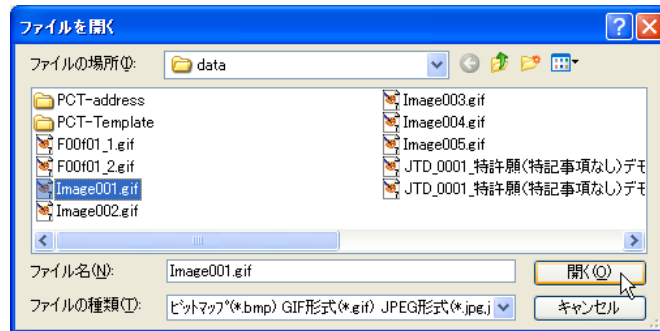 ファイルを開く
ファイルの場所(I):
data
PCT-address
PCT-Template
F00f01_1.gif
F00f01_2.gif
Image001.gif
Image002.gif
Image003.gif
Image004.gif
Image005.gif
JTD_0001_特許願(特記事項なし)デモ
JTD_0001_特許願(特記事項なし)デモ
ファイル名(N):
Image001.gif
開く(O)
ファイルの種類(T):
ビットマップ(*.bmp) GIF形式(*.gif) JPEG形式(*.jpg,j
キャンセル